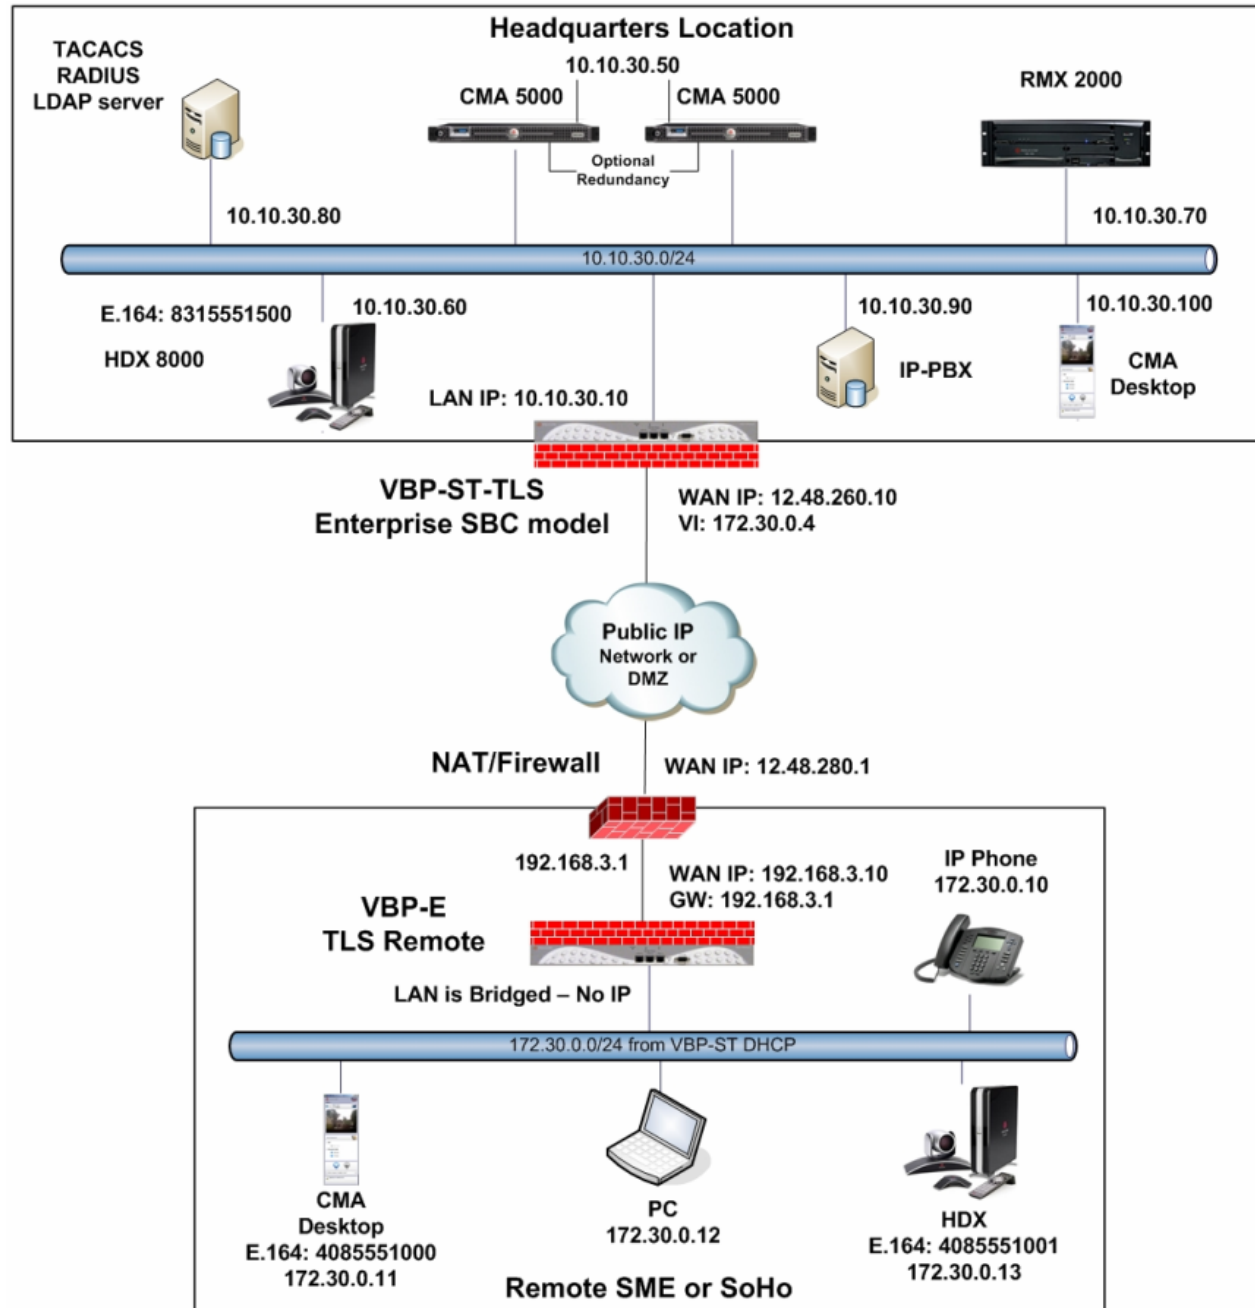 Headquarters Location
TACACS
RADIUS
LDAP server
10.10.30.50
CMA 5000
CMA 5000
RMX 2000
Optional
Redundancy
10.10.30.80
10.10.30.70
10.10.30.0/24
E.164: 8315551500
10.10.30.60
10.10.30.90
10.10.30.100
HDX 8000
IP-PBX
CMA
Desktop
LAN IP: 10.10.30.10
VBP-ST-TLS
Enterprise SBC model
WAN IP: 12.48.260.10
VI: 172.30.0.4
Public IP
Network or
DMZ
NAT/Firewall
WAN IP: 12.48.280.1
192.168.3.1
WAN IP: 192.168.3.10
GW: 192.168.3.1
IP Phone
172.30.0.10
VBP-E
TLS Remote
LAN is Bridged – No IP
172.30.0.0/24 from VBP-ST DHCP
CMA
Desktop
E.164: 4085551000
172.30.0.11
PC
172.30.0.12
HDX
E.164: 4085551001
172.30.0.13
Remote SME or SoHo